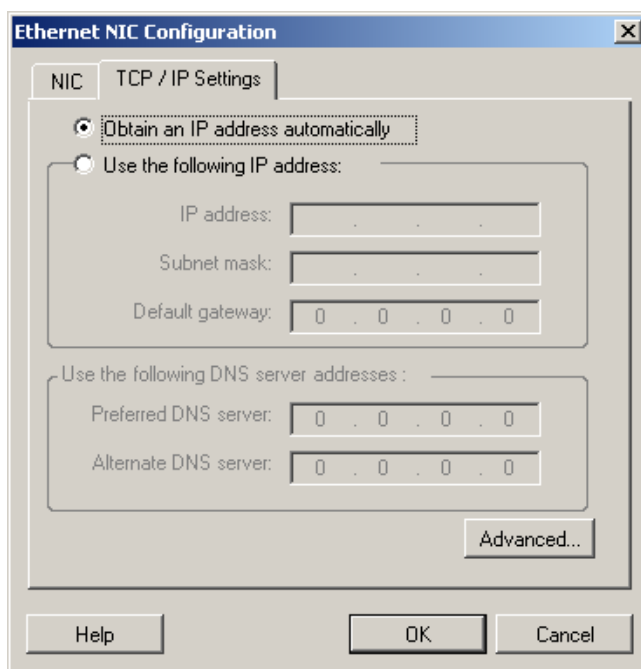 Ethernet NIC Configuration
NIC
TCP / IP Settings
Obtain an IP address automatically
Use the following IP address:
IP address: . . .
Subnet mask: . . .
Default gateway: 0 . 0 . 0 . 0
Use the following DNS server addresses :
Preferred DNS server: 0 . 0 . 0 . 0
Alternate DNS server: 0 . 0 . 0 . 0
Advanced...
Help
OK
Cancel